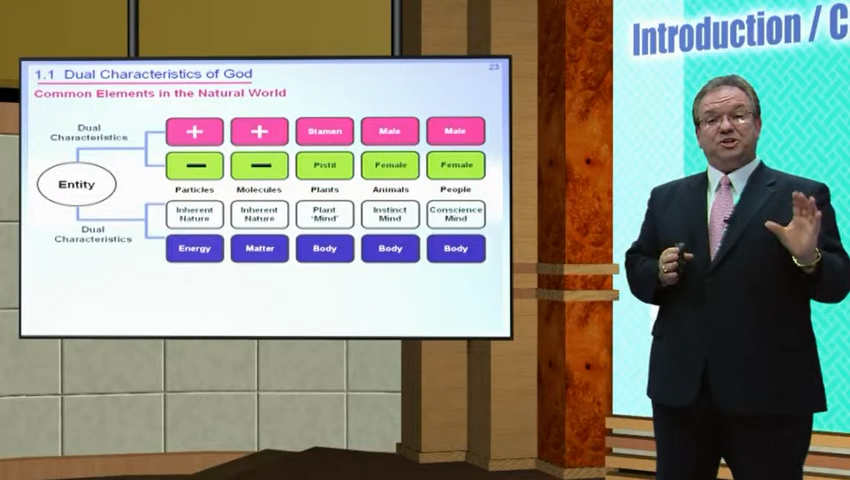 1.1 Dual Characteristics of God
23
Common Elements in the Natural World
Dual
Characteristics
+ + Stamen Male Male
Entity
− − Pistil Female Female
Particles Molecules Plants Animals People
Inherent Nature Inherent Nature Plant 'Mind' Instinct Mind Conscience Mind
Dual
Characteristics
Energy Matter Body Body Body
Introduction / C